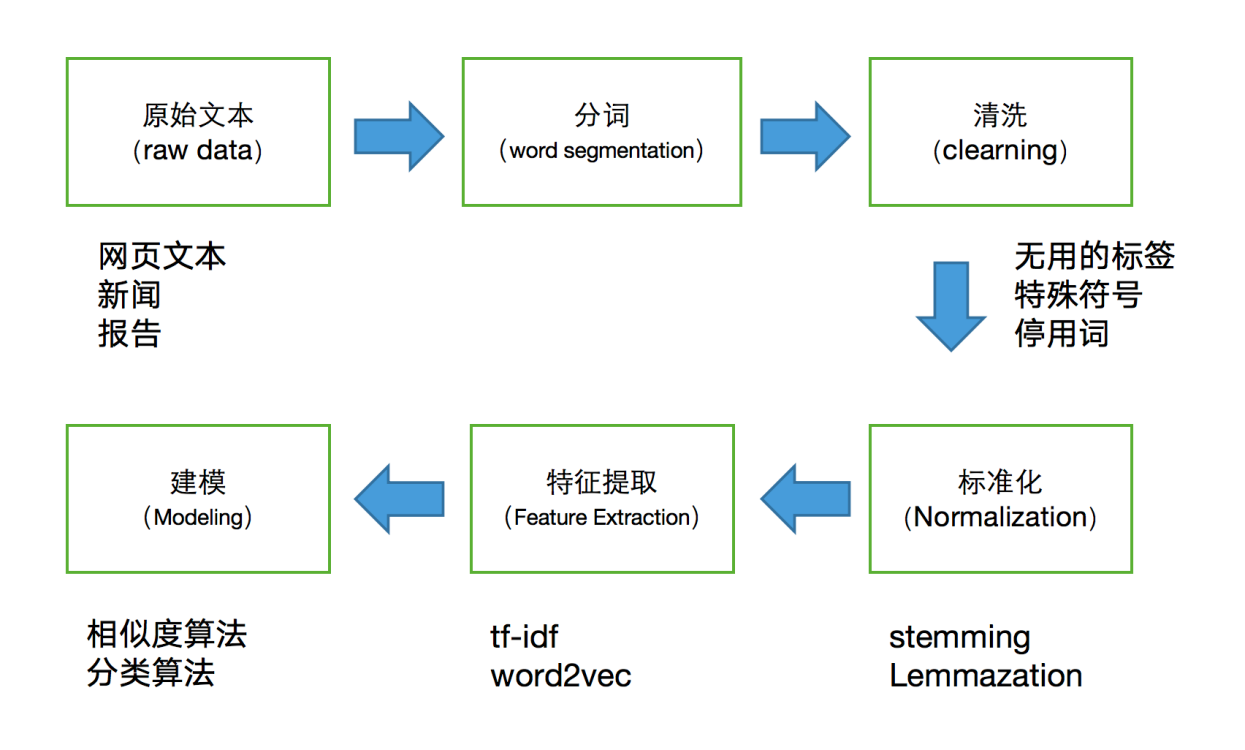 原始文本
（raw data）
分词
（word segmentation）
清洗
（clearning）
网页文本
新闻
报告
无用的标签
特殊符号
停用词
标准化
（Normalization）
stemming
Lemmazation
特征提取
（Feature Extraction）
tf-idf
word2vec
建模
（Modeling）
相似度算法
分类算法